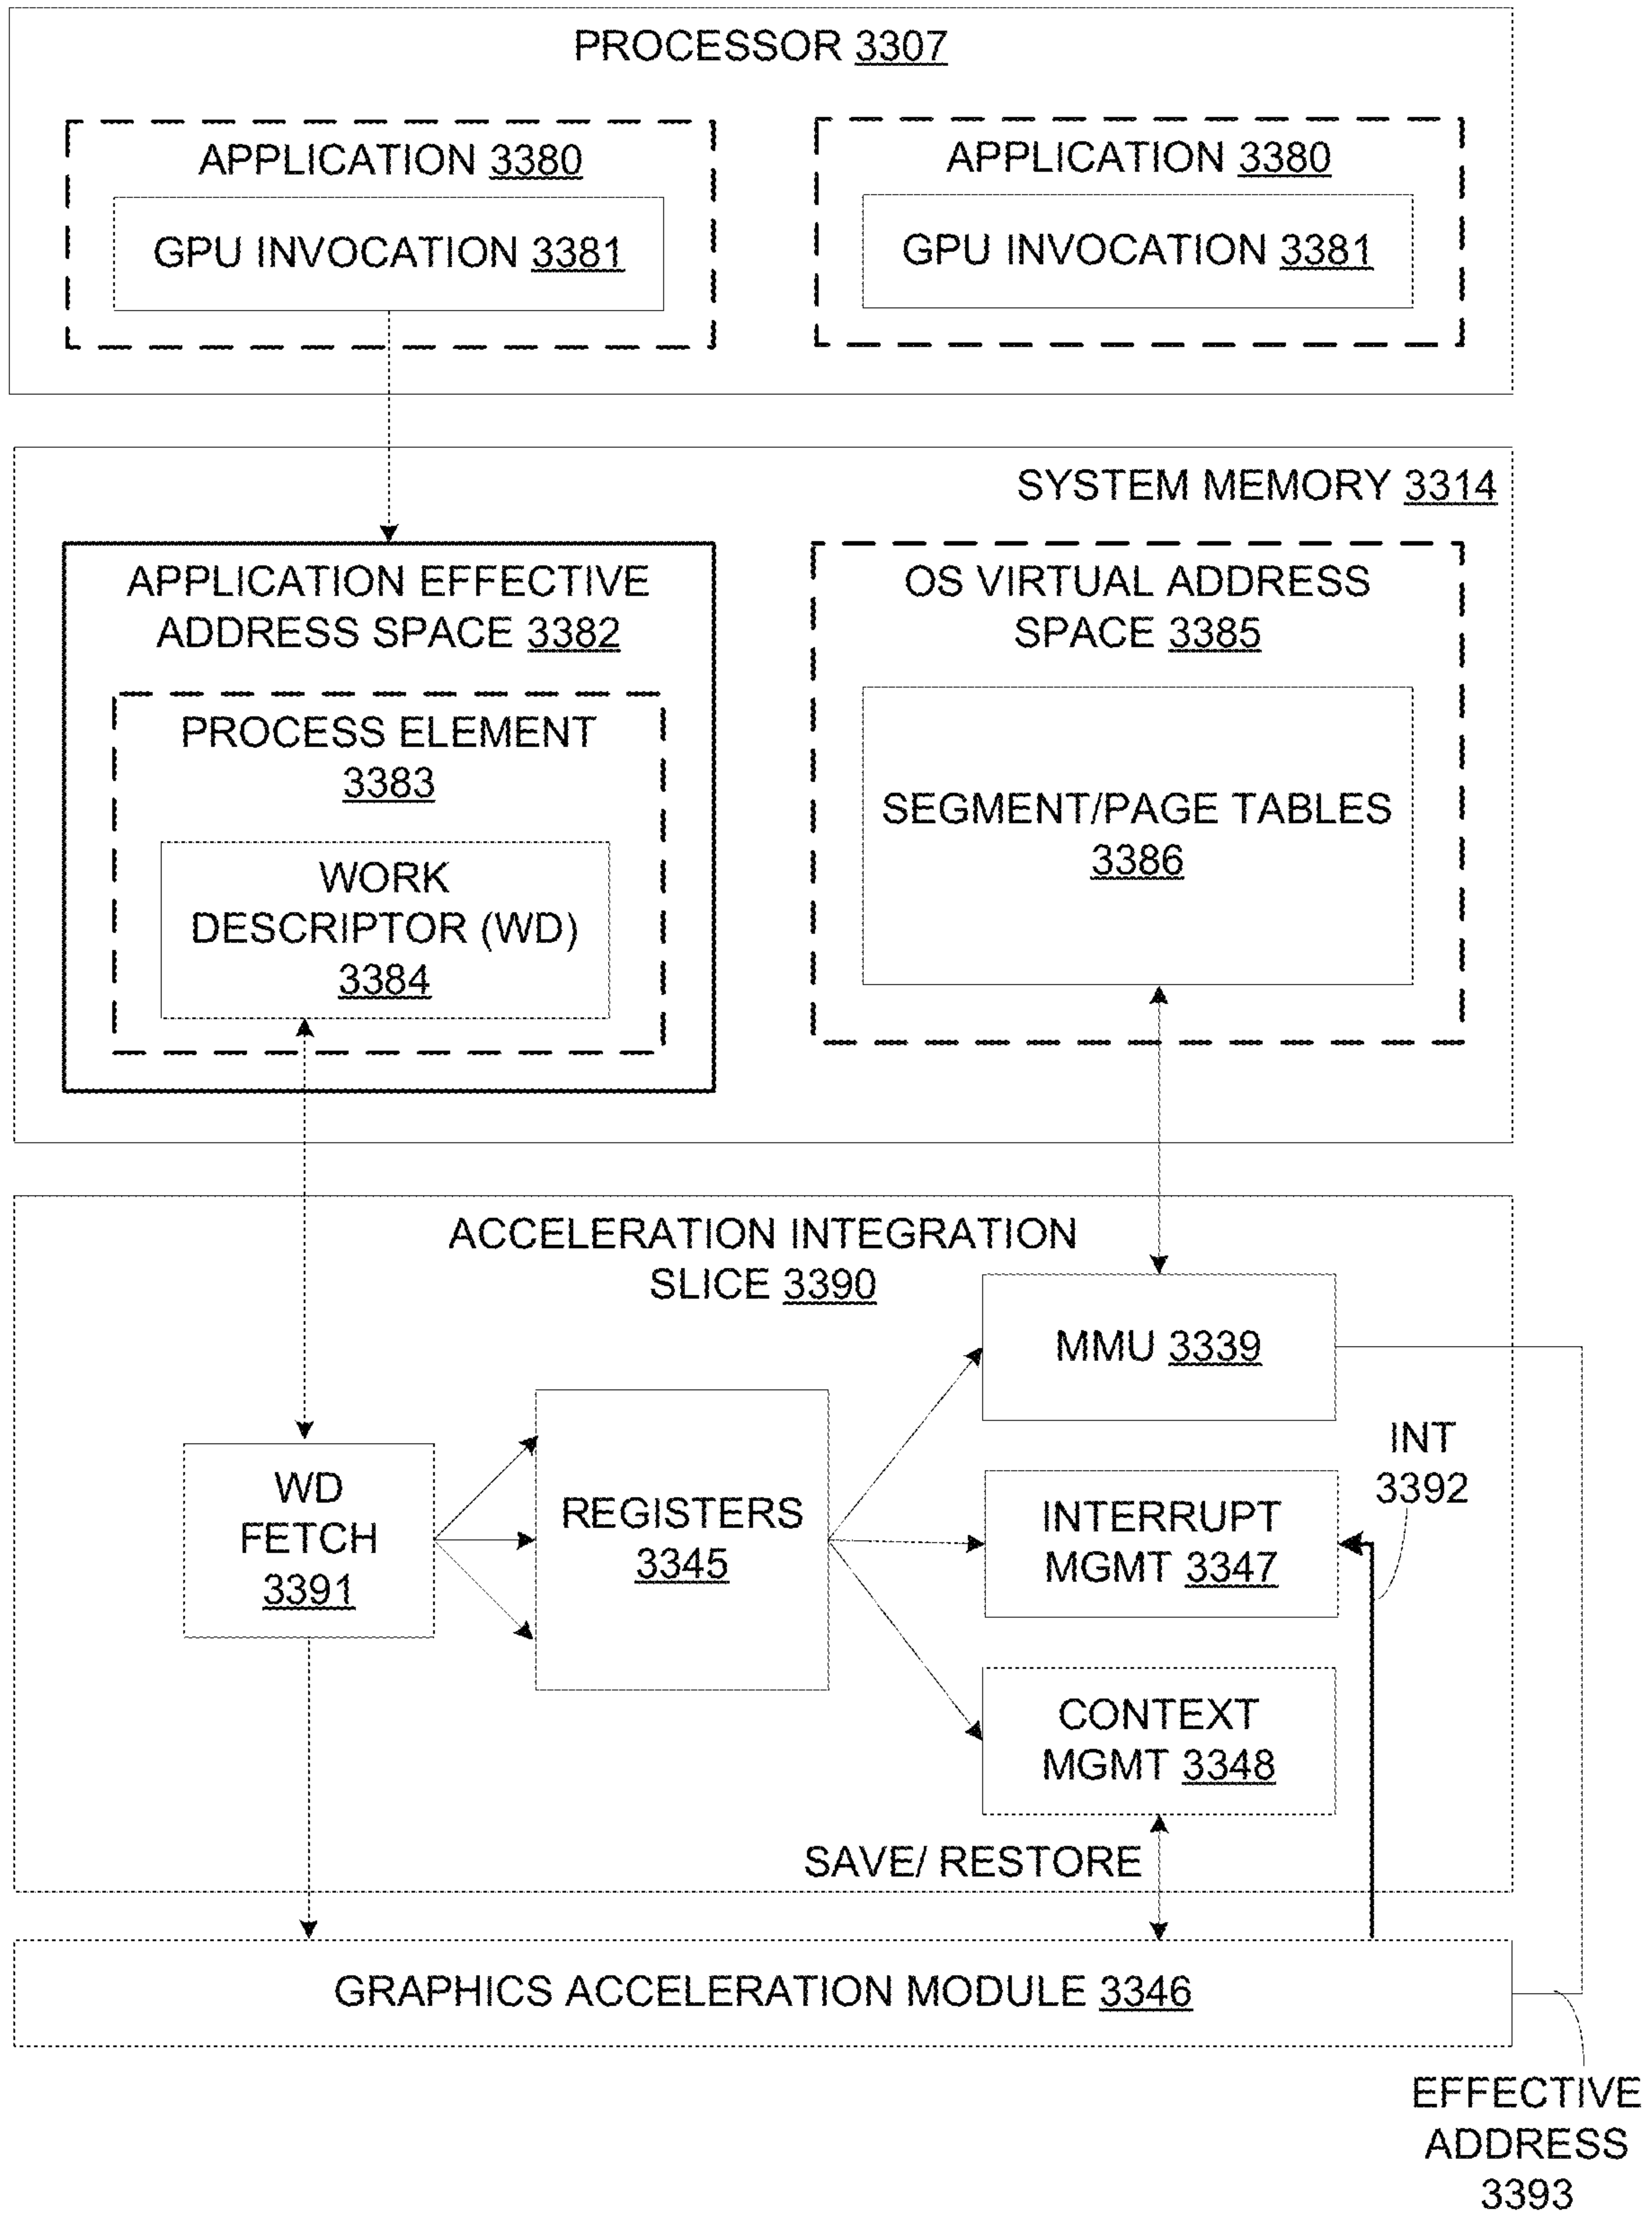 PROCESSOR 3307
APPLICATION 3380
GPU INVOCATION 3381
APPLICATION 3380
GPU INVOCATION 3381
SYSTEM MEMORY 3314
APPLICATION EFFECTIVE
ADDRESS SPACE 3382
PROCESS ELEMENT
3383
WORK
DESCRIPTOR (WD)
3384
OS VIRTUAL ADDRESS
SPACE 3385
SEGMENT/PAGE TABLES
3386
ACCELERATION INTEGRATION
SLICE 3390
MMU 3339
WD
FETCH
3391
REGISTERS
3345
INTERRUPT
MGMT 3347
INT
3392
CONTEXT
MGMT 3348
SAVE/ RESTORE
GRAPHICS ACCELERATION MODULE 3346
EFFECTIVE
ADDRESS
3393